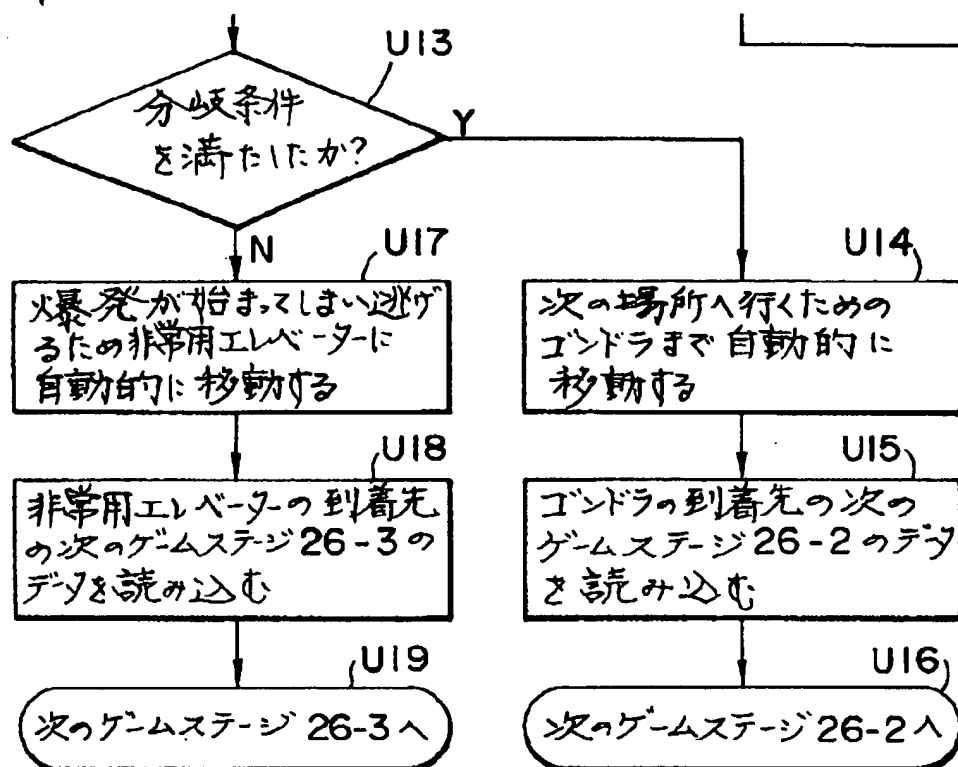 U13
分岐条件
を満たしたか?
Y
N
U17
爆発が始まってしまい逃げ
るため非常用エレベーターに
自動的に移動する
U14
次の場所へ行くための
ゴンドラまで自動的に
移動する
U18
非常用エレベーターの到着先
の次のゲームステージ26-3の
データを読み込む
U15
ゴンドラの到着先の次の
ゲームステージ26-2のデータ
を読み込む
U19
次のゲームステージ 26-3へ
U16
次のゲームステージ26-2へ